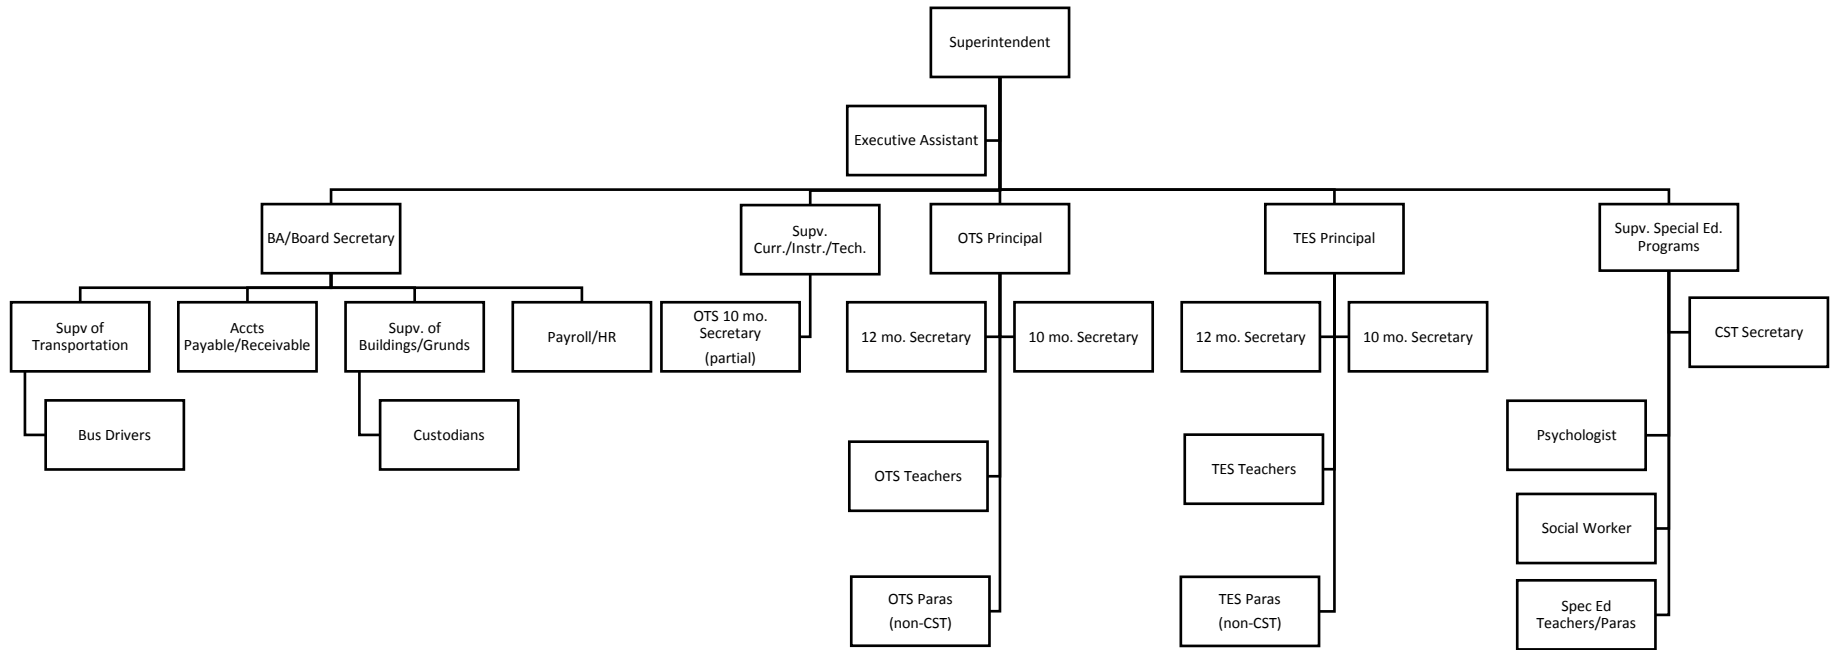 Superintendent
Executive Assistant
BA/Board Secretary
Supv.
Curr./Instr./Tech.
OTS Principal
TES Principal
Supv. Special Ed.
Programs
Supv of
Transportation
Accts
Payable/Receivable
Supv. of
Buildings/Grunds
Payroll/HR
OTS 10 mo.
Secretary
(partial)
12 mo. Secretary
10 mo. Secretary
12 mo. Secretary
10 mo. Secretary
CST Secretary
Bus Drivers
Custodians
OTS Teachers
TES Teachers
Psychologist
Social Worker
OTS Paras
(non-CST)
TES Paras
(non-CST)
Spec Ed
Teachers/Paras